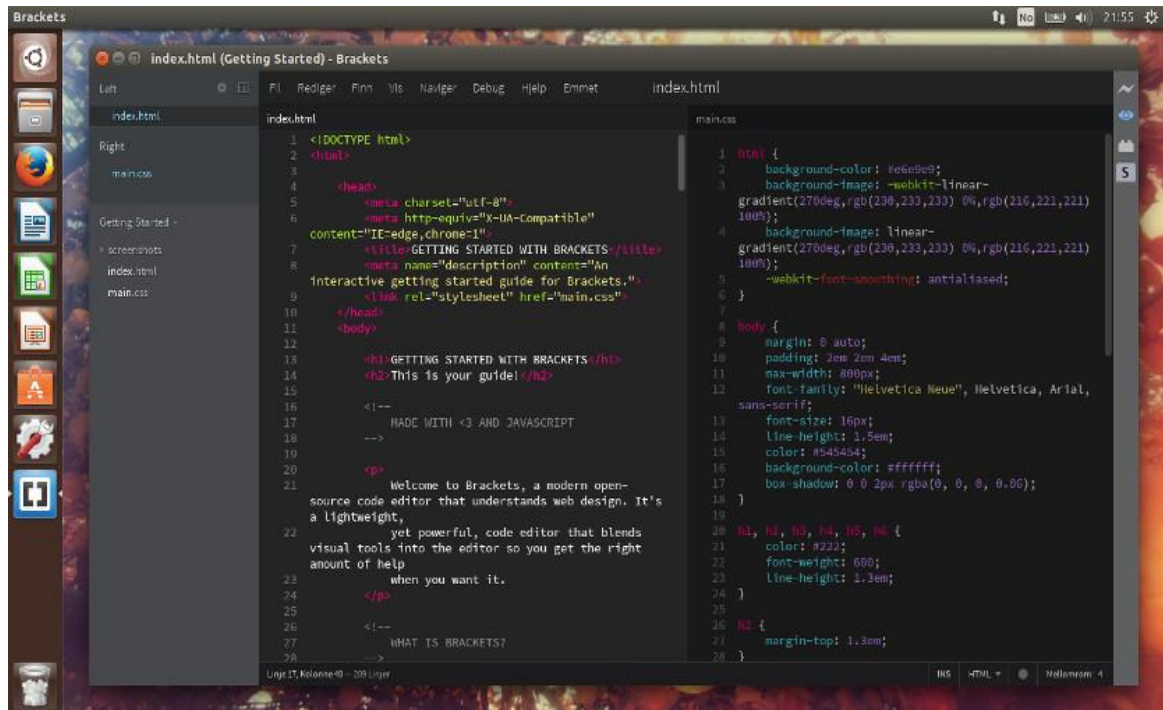 Brackets
No
21:55
index.html (Getting Started) - Brackets
Left
Fil Rediger Finn Vis Naviger Debug Hjelp Emmet
index.html
index.html
Right
main.css
Getting Started
screenshots
index.html
main.css
index.html
1 <!DOCTYPE html>
2 <html>
3
4 <head>
5 <meta charset="utf-8">
6 <meta http-equiv="X-UA-Compatible"
content="IE=edge,chrome=1">
7 <title>GETTING STARTED WITH BRACKETS</title>
8 <meta name="description" content="An
interactive getting started guide for Brackets.">
9 <link rel="stylesheet" href="main.css">
10 </head>
11 <body>
12
13 <h1>GETTING STARTED WITH BRACKETS</h1>
14 <h2>This is your guide!</h2>
15
16 <!--
17 MADE WITH <3 AND JAVASCRIPT
18 -->
19
20 <p>
21 Welcome to Brackets, a modern open-
source code editor that understands web design. It's
a lightweight,
22 yet powerful, code editor that blends
visual tools into the editor so you get the right
amount of help
23 when you want it.
24 </p>
25
26 <!--
27 WHAT IS BRACKETS?
28 -->
main.css
1 html {
2 background-color: #e6e9e9;
3 background-image: -webkit-linear-
gradient(270deg,rgb(230,233,233) 0%,rgb(216,221,221)
100%);
4 background-image: linear-
gradient(270deg,rgb(230,233,233) 0%,rgb(216,221,221)
100%);
5 -webkit-font-smoothing: antialiased;
6 }
7
8 body {
9 margin: 0 auto;
10 padding: 2em 2em 4em;
11 max-width: 800px;
12 font-family: "Helvetica Neue", Helvetica, Arial,
sans-serif;
13 font-size: 16px;
14 line-height: 1.5em;
15 color: #545454;
16 background-color: #ffffff;
17 box-shadow: 0 0 2px rgba(0, 0, 0, 0.06);
18 }
19
20 h1, h2, h3, h4, h5, h6 {
21 color: #222;
22 font-weight: 600;
23 line-height: 1.3em;
24 }
25
26 h2 {
27 margin-top: 1.3em;
28 }
S
Linje 17, Kolonne 40 — 209 Linjer
INS HTML Mellomrom: 4